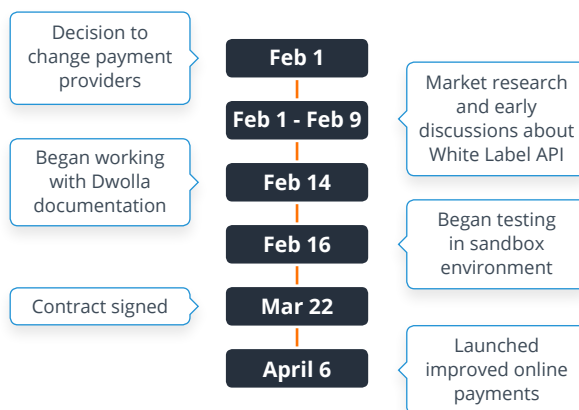 Decision to
change payment
providers
Feb 1
Feb 1 - Feb 9
Market research
and early
discussions about
White Label API
Began working
with Dwolla
documentation
Feb 14
Feb 16
Began testing
in sandbox
environment
Contract signed
Mar 22
April 6
Launched
improved online
payments